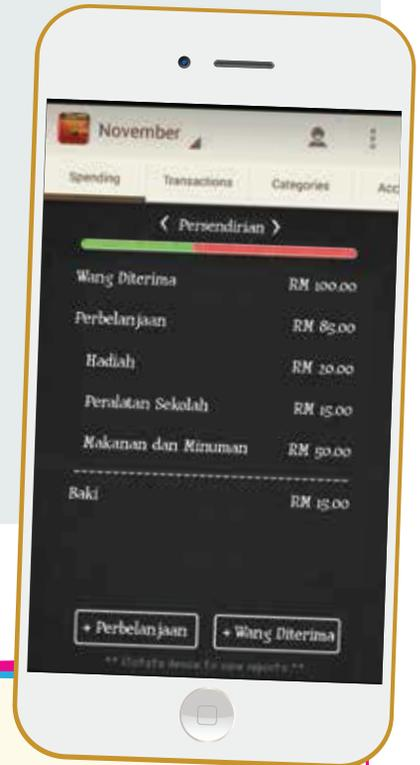 November
Spending Transactions Categories Acc
< Persendirian >
Wang Diterima RM 100.00
Perbelanjaan RM 85.00
Hadiah RM 20.00
Peralatan Sekolah RM 15.00
Makanan dan Minuman RM 50.00
Baki RM 15.00
+ Perbelanjaan + Wang Diterima